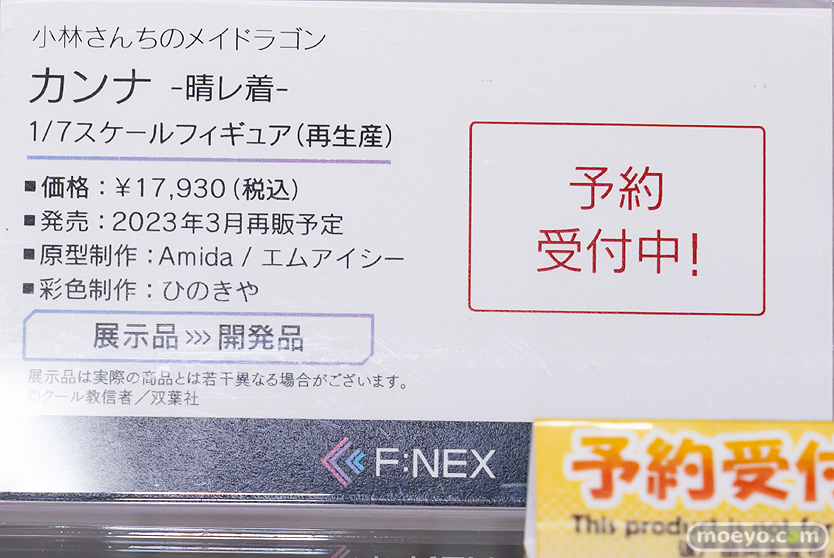 小林さんちのメイドラゴン
カンナ -晴レ着-
1/7スケールフィギュア(再生産)
■価格：¥17,930(税込)
■発売：2023年3月再販予定
■原型制作：Amida / エムアイシー
■彩色制作：ひのきや
展示品>>>開発品
展示品は実際の商品とは若干異なる場合がございます。
©クール教信者／双葉社
予約
受付中!
F:NEX
予約受付
This product is not for
moeyo.com